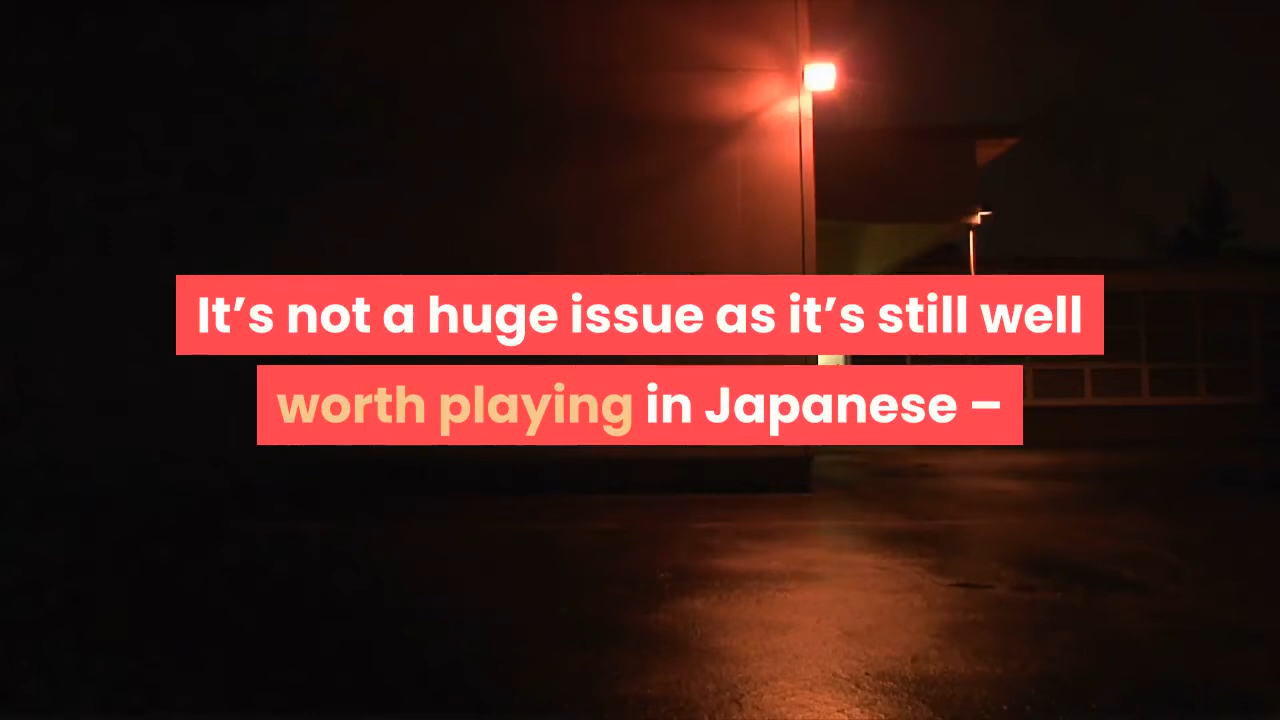 It’s not a huge issue as it’s still well
worth playing in Japanese –